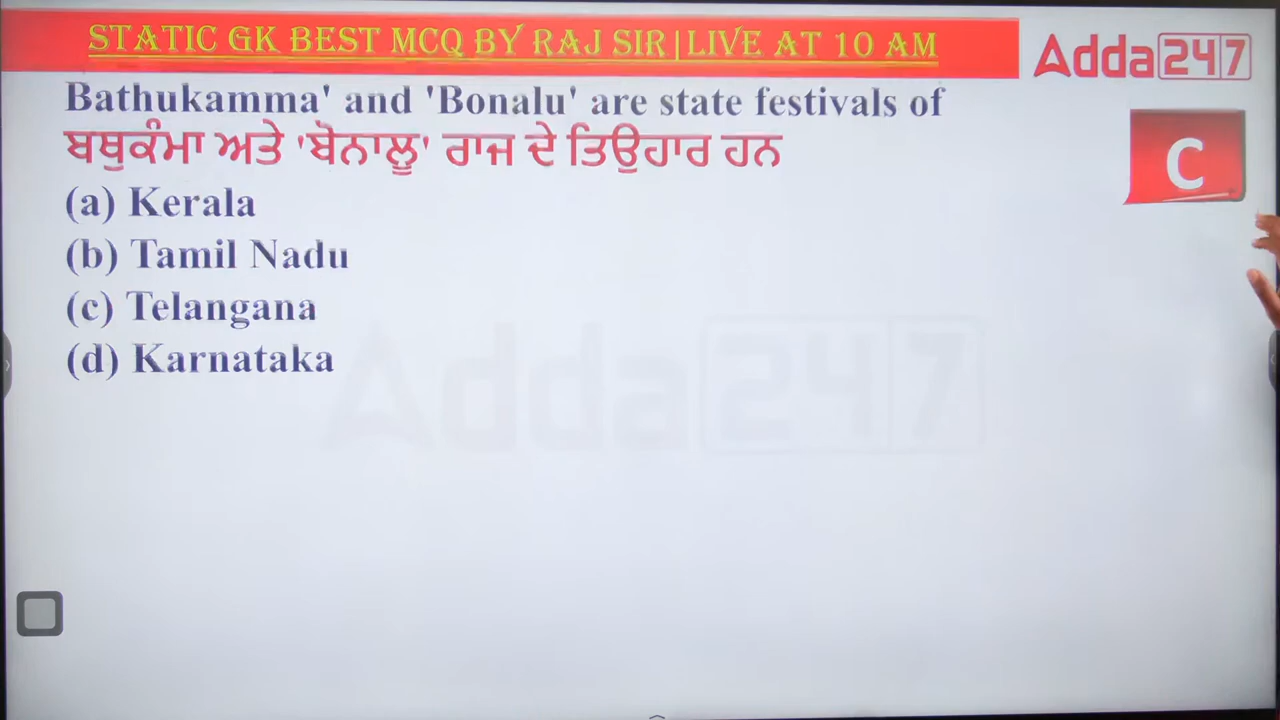 STATIC GK BEST MCQ BY RAJ SIR|LIVE AT 10 AM
Adda247
Bathukamma' and 'Bonalu' are state festivals of
ਬਥੁਕੰਮਾ ਅਤੇ 'ਬੋਨਾਲੂ' ਰਾਜ ਦੇ ਤਿਉਹਾਰ ਹਨ
C
(a) Kerala
(b) Tamil Nadu
(c) Telangana
(d) Karnataka
Adda247